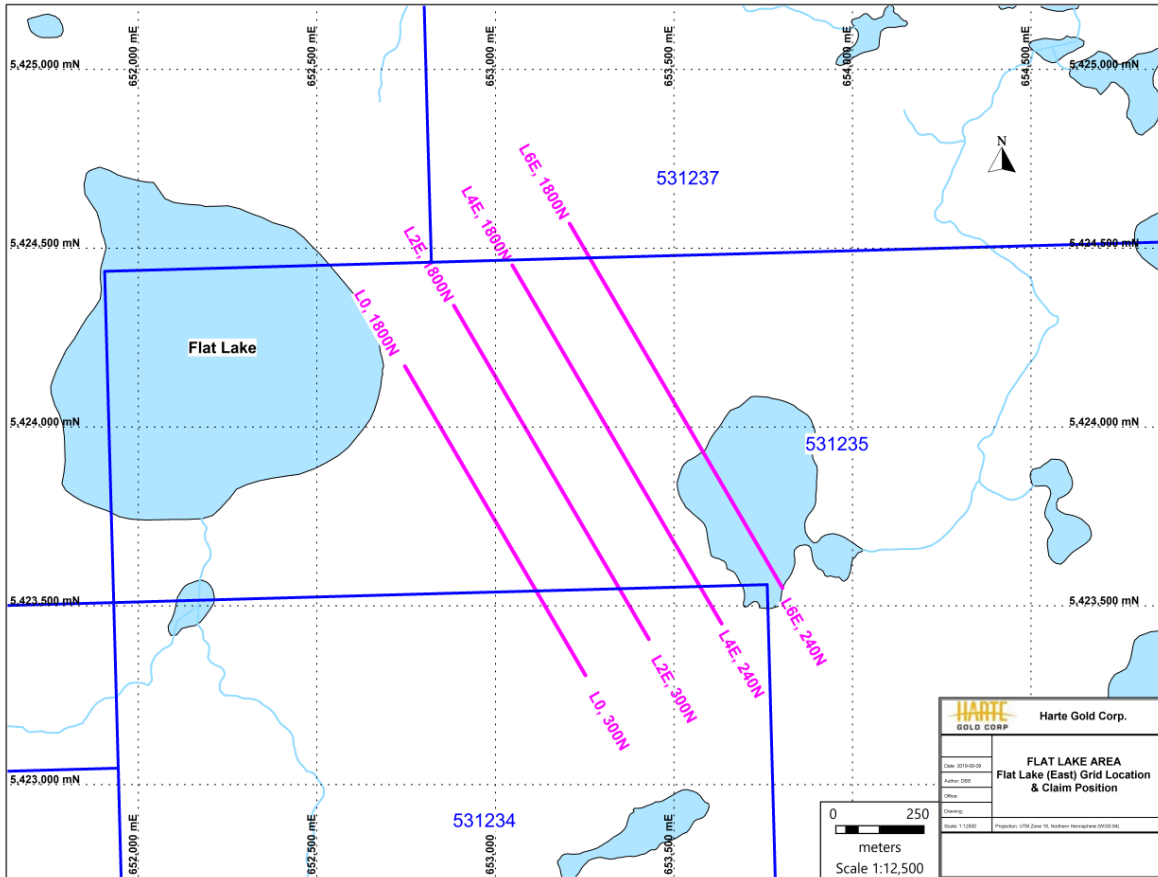 652,000 mE
652,500 mE
653,000 mE
653,500 mE
654,000 mE
654,500 mE
5,425,000 mN
5,425,000 mN
L6E, 1800N
531237
N
L4E, 1800N
L2E, 1800N
5,424,500 mN
5,424,500 mN
L0, 1800N
Flat Lake
5,424,000 mN
5,424,000 mN
531235
5,423,500 mN
5,423,500 mN
L6E, 240N
L4E, 240N
L2E, 300N
L0, 300N
5,423,000 mN
531234
652,000 mE
652,500 mE
653,000 mE
653,500 mE
0 250
meters
Scale 1:12,500
HARTE
GOLD CORP
Harte Gold Corp.
FLAT LAKE AREA
Flat Lake (East) Grid Location
& Claim Position
Date: 2019-09-09
Author: DBB
Office:
Drawing:
Scale: 1:12500
Projection: UTM Zone 16, Northern Hemisphere (WGS 84)